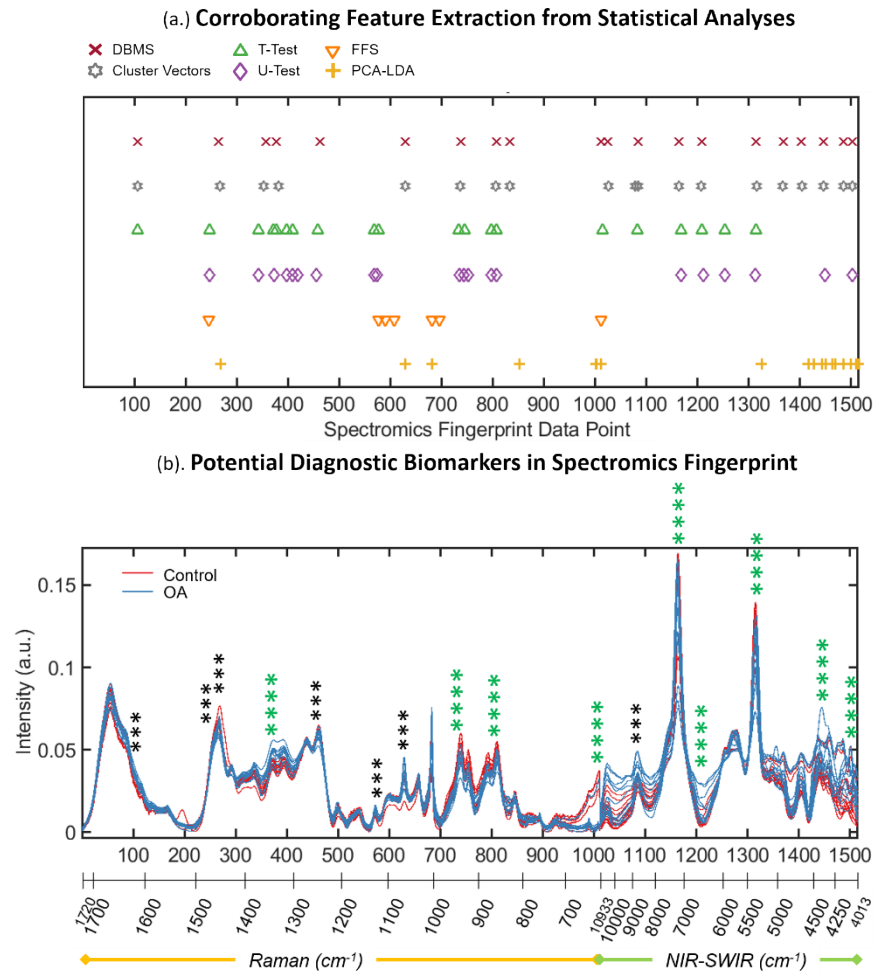 (a.) Corroborating Feature Extraction from Statistical Analyses
DBMS T-Test FFS
Cluster Vectors U-Test PCA-LDA
100 200 300 400 500 600 700 800 900 1000 1100 1200 1300 1400 1500
Spectromics Fingerprint Data Point
(b). Potential Diagnostic Biomarkers in Spectromics Fingerprint
Control
OA
Intensity (a.u.)
0.15
0.1
0.05
0
*** *** *** **** *** *** *** **** **** **** *** **** **** **** **** ****
100 200 300 400 500 600 700 800 900 1000 1100 1200 1300 1400 1500
1720 1700 1600 1500 1400 1300 1200 1100 1000 900 800 700 10933 10000 9000 8000 7000 6000 5500 5000 4500 4250 4013
Raman (cm-1) NIR-SWIR (cm-1)